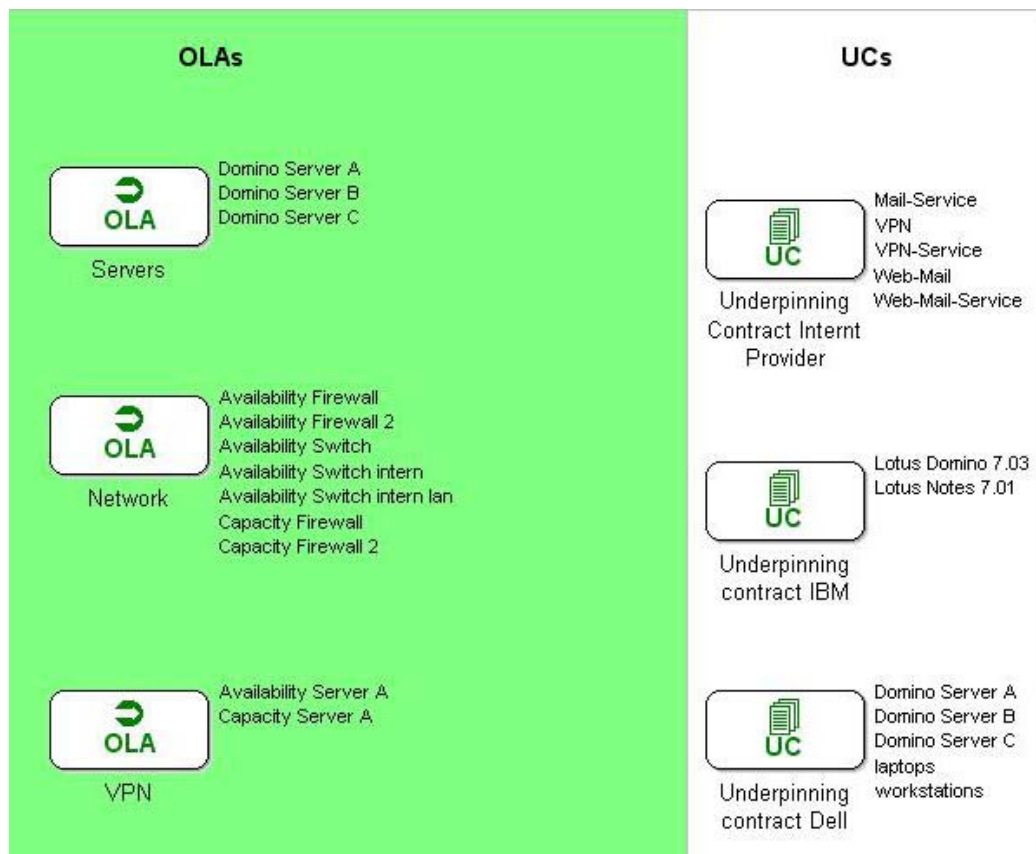 OLAs
OLA
Servers
Domino Server A
Domino Server B
Domino Server C
OLA
Network
Availability Firewall
Availability Firewall 2
Availability Switch
Availability Switch intern
Availability Switch intern lan
Capacity Firewall
Capacity Firewall 2
OLA
VPN
Availability Server A
Capacity Server A
UCs
UC
Underpinning
Contract Internt
Provider
Mail-Service
VPN
VPN-Service
Web-Mail
Web-Mail-Service
UC
Underpinning
contract IBM
Lotus Domino 7.03
Lotus Notes 7.01
UC
Underpinning
contract Dell
Domino Server A
Domino Server B
Domino Server C
laptops
workstations